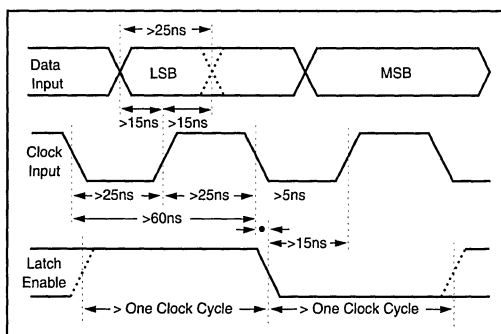 >25ns
Data
Input
LSB
MSB
>15ns >15ns
Clock
Input
>25ns >25ns >5ns
>60ns
>15ns
Latch
Enable
> One Clock Cycle > One Clock Cycle